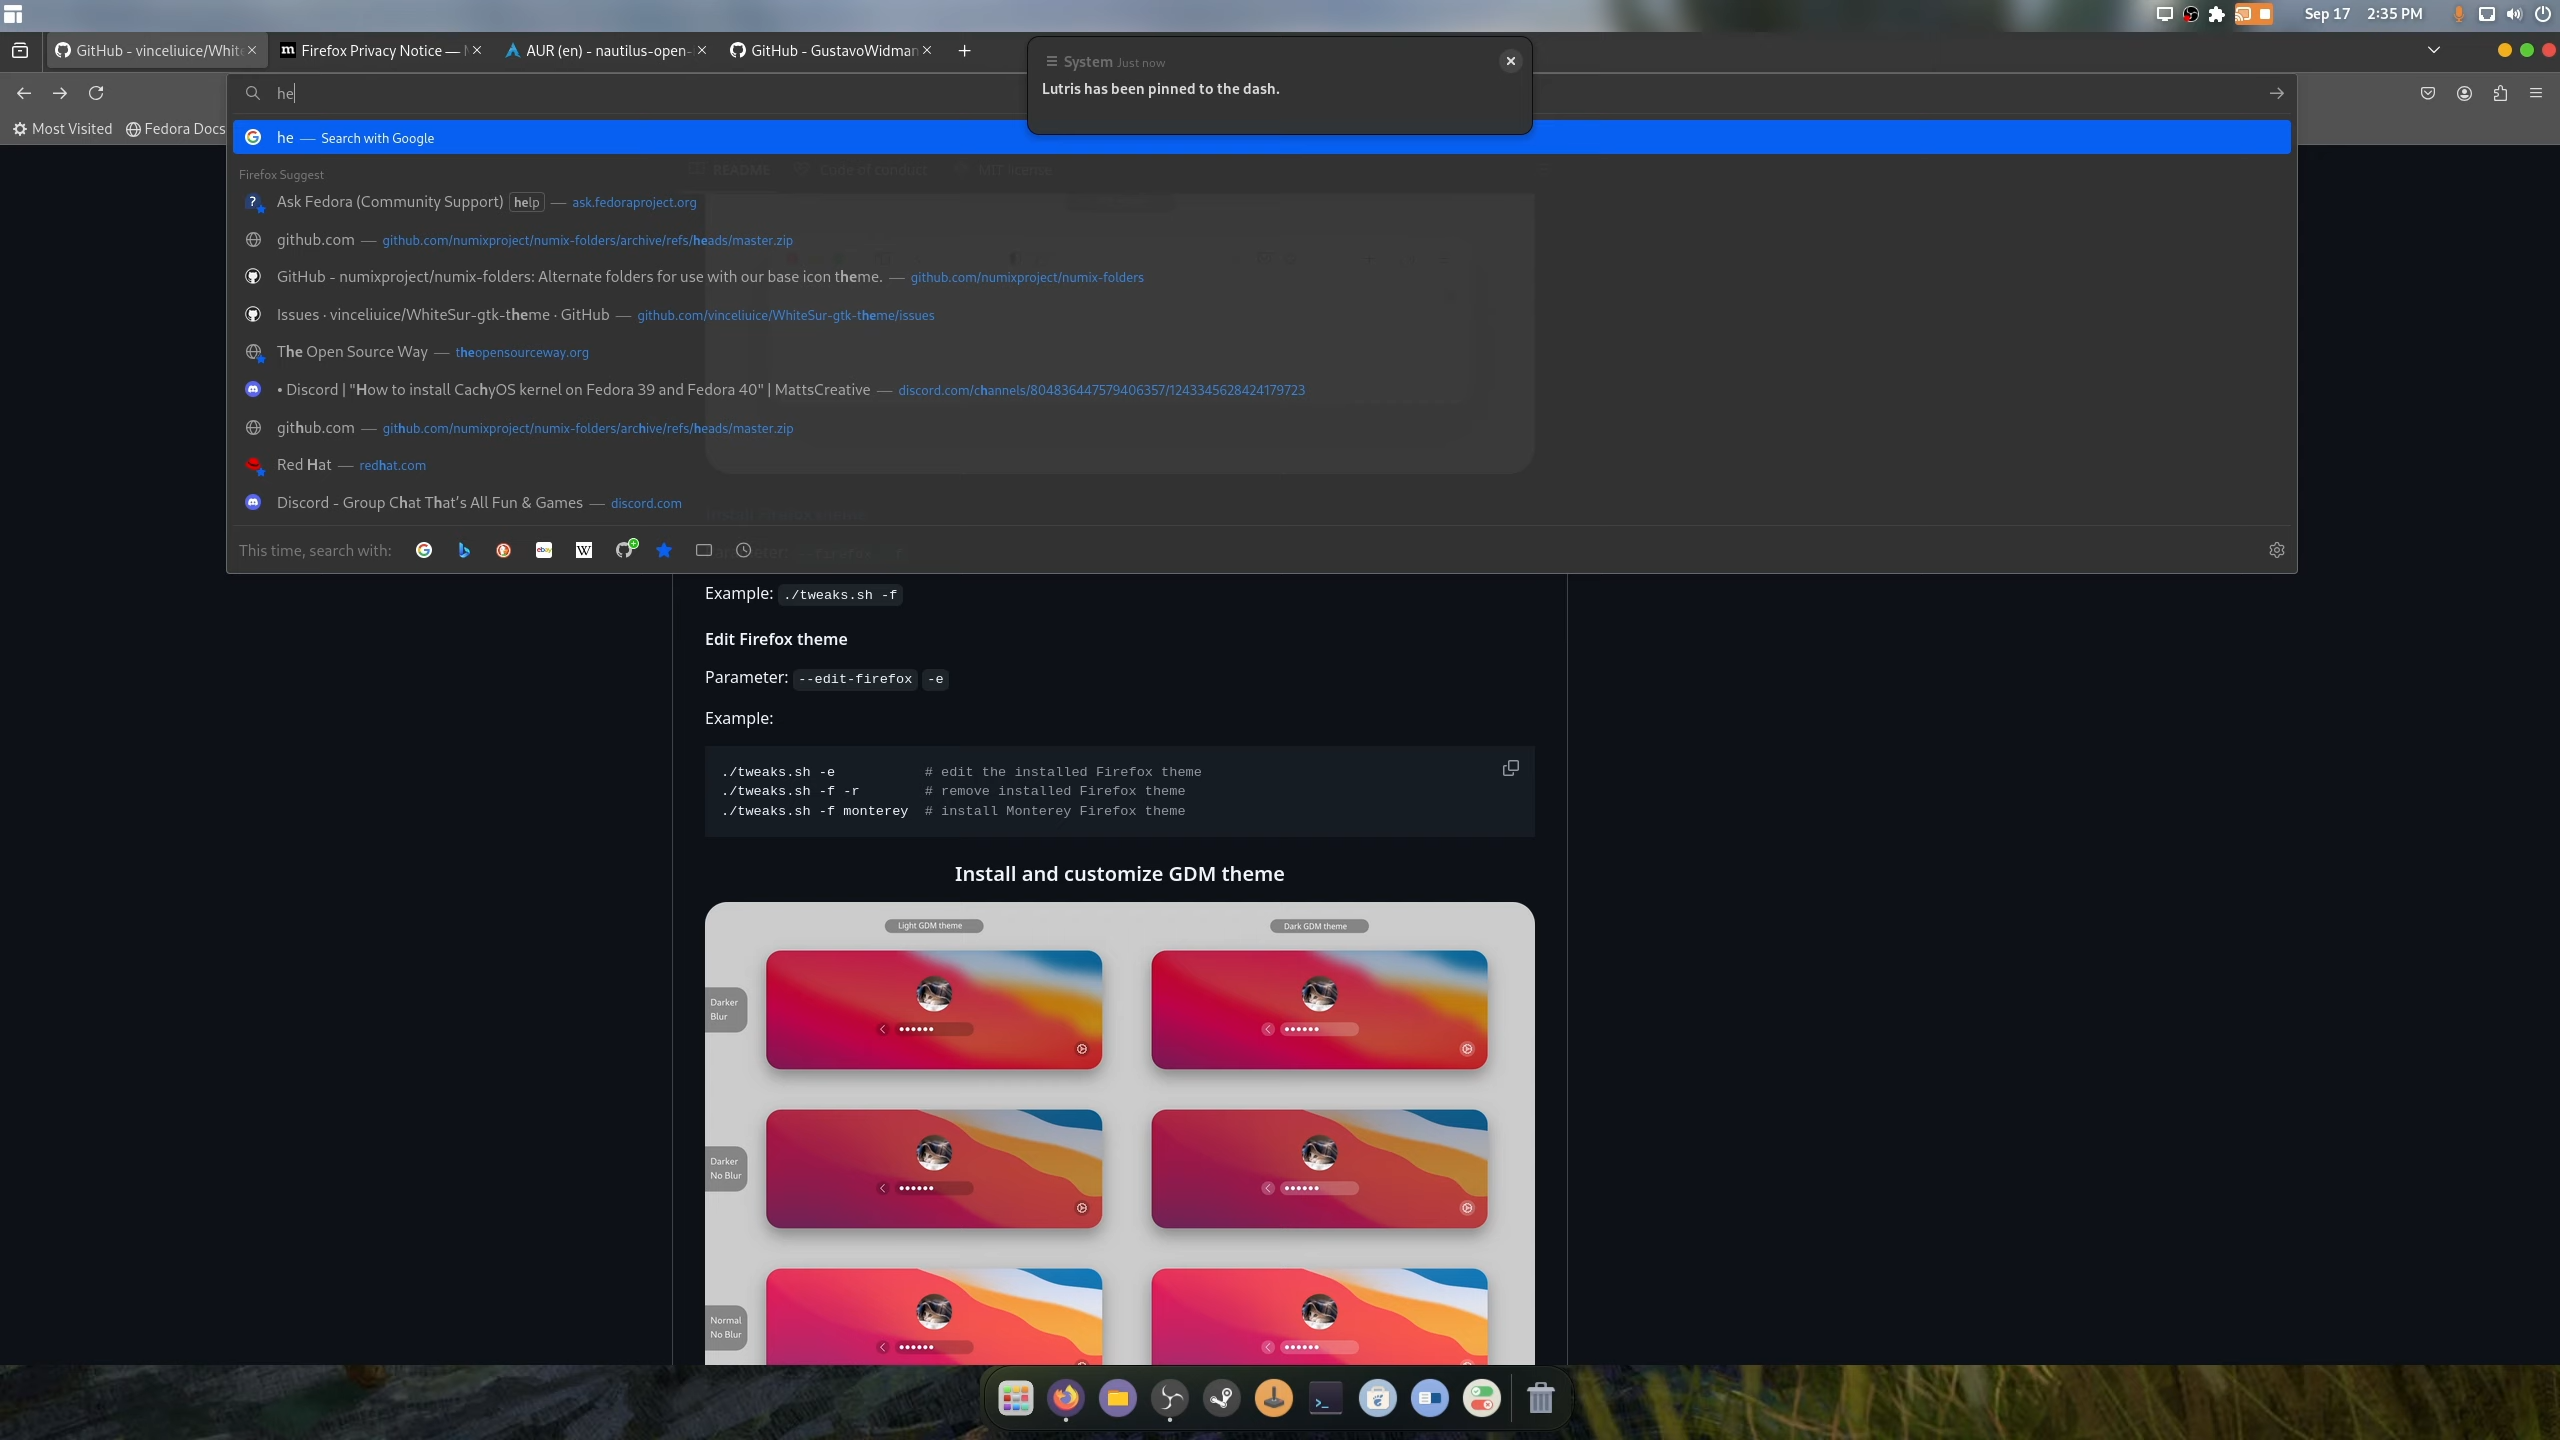 Sep 17 2:35 PM
GitHub - vinceliuice/White
Firefox Privacy Notice — M
AUR (en) - nautilus-open-
GitHub - GustavoWidman
System Just now
Lutris has been pinned to the dash.
he
Most Visited
Fedora Docs
he — Search with Google
Firefox Suggest
README
Code of conduct
MIT license
Ask Fedora (Community Support) help — ask.fedoraproject.org
github.com — github.com/numixproject/numix-folders/archive/refs/heads/master.zip
GitHub - numixproject/numix-folders: Alternate folders for use with our base icon theme. — github.com/numixproject/numix-folders
Issues · vinceliuice/WhiteSur-gtk-theme · GitHub — github.com/vinceliuice/WhiteSur-gtk-theme/issues
The Open Source Way — theopensourceway.org
• Discord | "How to install CachyOS kernel on Fedora 39 and Fedora 40" | MattsCreative — discord.com/channels/804836447579406357/1243345628424179723
github.com — github.com/numixproject/numix-folders/archive/refs/heads/master.zip
Red Hat — redhat.com
Discord - Group Chat That's All Fun & Games — discord.com
This time, search with:
Example: ./tweaks.sh -f
Edit Firefox theme
Parameter: --edit-firefox -e
Example:
./tweaks.sh -e # edit the installed Firefox theme
./tweaks.sh -f -r # remove installed Firefox theme
./tweaks.sh -f monterey # install Monterey Firefox theme
Install and customize GDM theme
Light GDM theme
Dark GDM theme
Darker
Blur
Darker
No Blur
Normal
No Blur